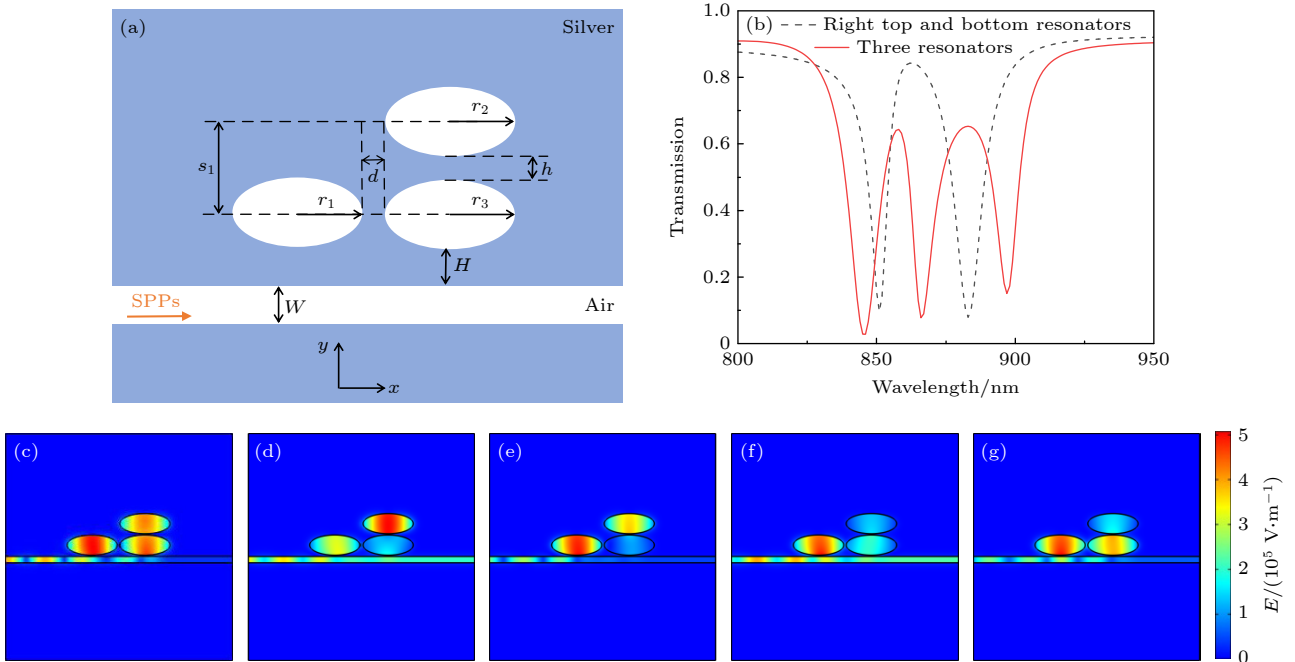 (a)
Silver
r₂
s₁
d
h
r₁
r₃
H
SPPs
W
Air
y
x
(b)
Right top and bottom resonators
Three resonators
1.0
0.8
0.6
0.4
0.2
0
Transmission
800
850
900
950
Wavelength/nm
(c)
(d)
(e)
(f)
(g)
5
4
3
2
1
0
E/(10⁵ V·m⁻¹)